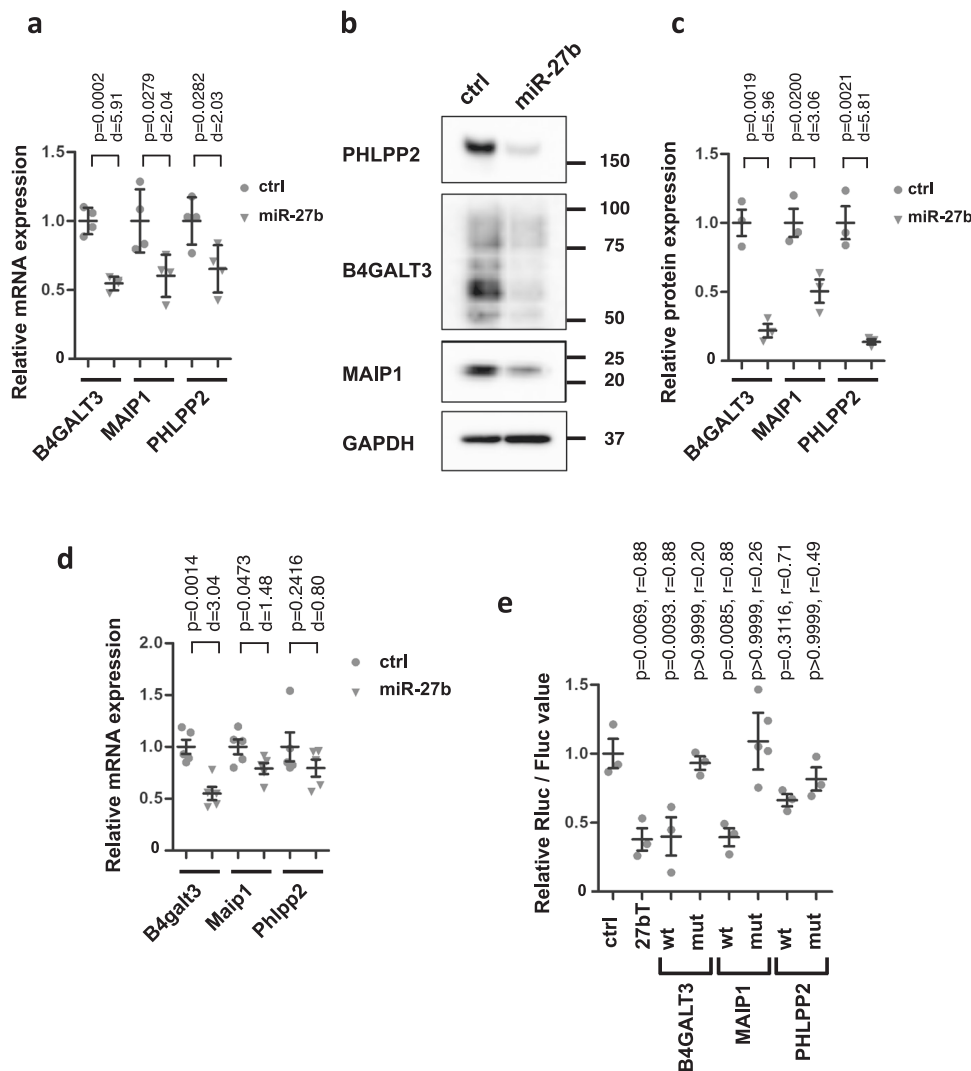 a
p=0.0002
d=5.91
p=0.0279
d=2.04
p=0.0282
d=2.03
Relative mRNA expression
1.5
1.0
0.5
0
ctrl
miR-27b
B4GALT3
MAIP1
PHLPP2
b
ctrl
miR-27b
PHLPP2
150
B4GALT3
100
75
50
MAIP1
25
20
GAPDH
37
c
p=0.0019
d=5.96
p=0.0200
d=3.06
p=0.0021
d=5.81
Relative protein expression
1.5
1.0
0.5
0
ctrl
miR-27b
B4GALT3
MAIP1
PHLPP2
d
p=0.0014
d=3.04
p=0.0473
d=1.48
p=0.2416
d=0.80
Relative mRNA expression
2.0
1.5
1.0
0.5
0
ctrl
miR-27b
B4galt3
Maip1
Phlpp2
e
p=0.0069, r=0.88
p=0.0093. r=0.88
p>0.9999, r=0.20
p=0.0085, r=0.88
p>0.9999, r=0.26
p=0.3116, r=0.71
p>0.9999, r=0.49
Relative Rluc / Fluc value
1.5
1.0
0.5
0
ctrl
27bT
wt
mut
wt
mut
wt
mut
B4GALT3
MAIP1
PHLPP2